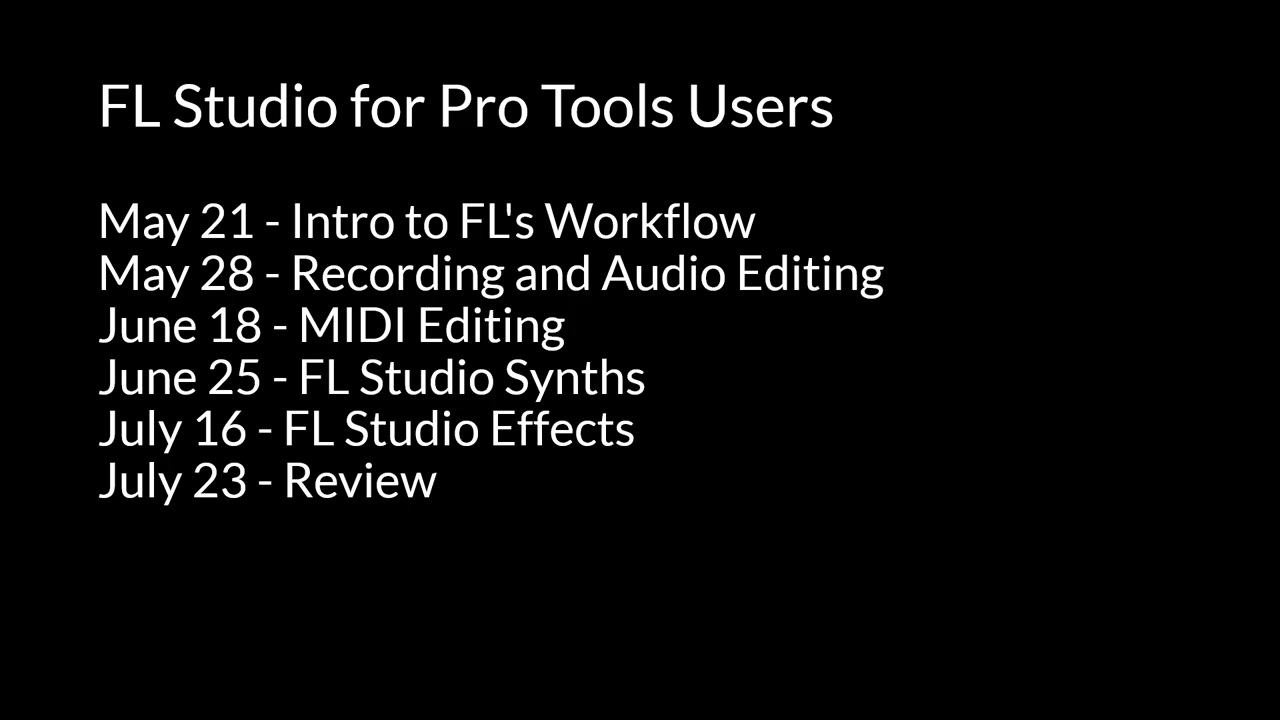 FL Studio for Pro Tools Users
May 21 - Intro to FL's Workflow
May 28 - Recording and Audio Editing
June 18 - MIDI Editing
June 25 - FL Studio Synths
July 16 - FL Studio Effects
July 23 - Review